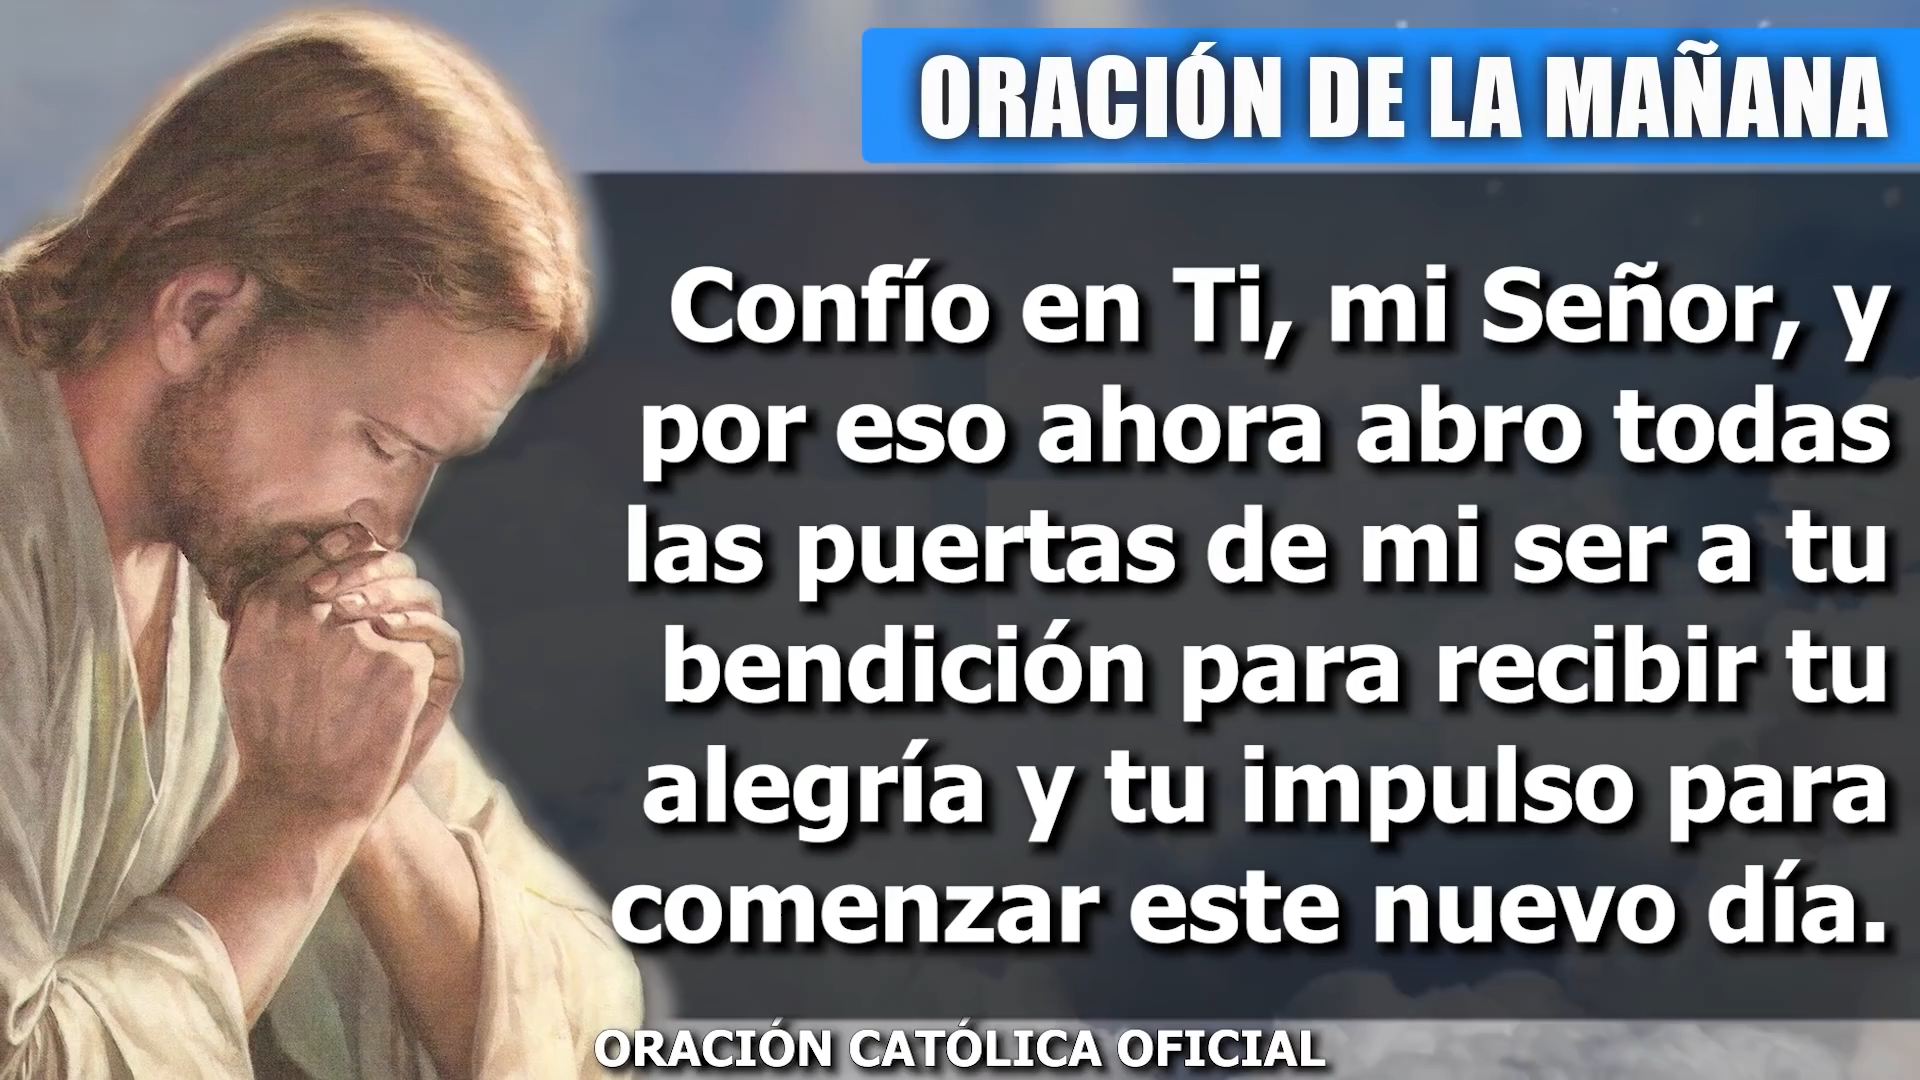 ORACIÓN DE LA MAÑANA
Confío en Ti, mi Señor, y
por eso ahora abro todas
las puertas de mi ser a tu
bendición para recibir tu
alegría y tu impulso para
comenzar este nuevo día.
ORACIÓN CATÓLICA OFICIAL